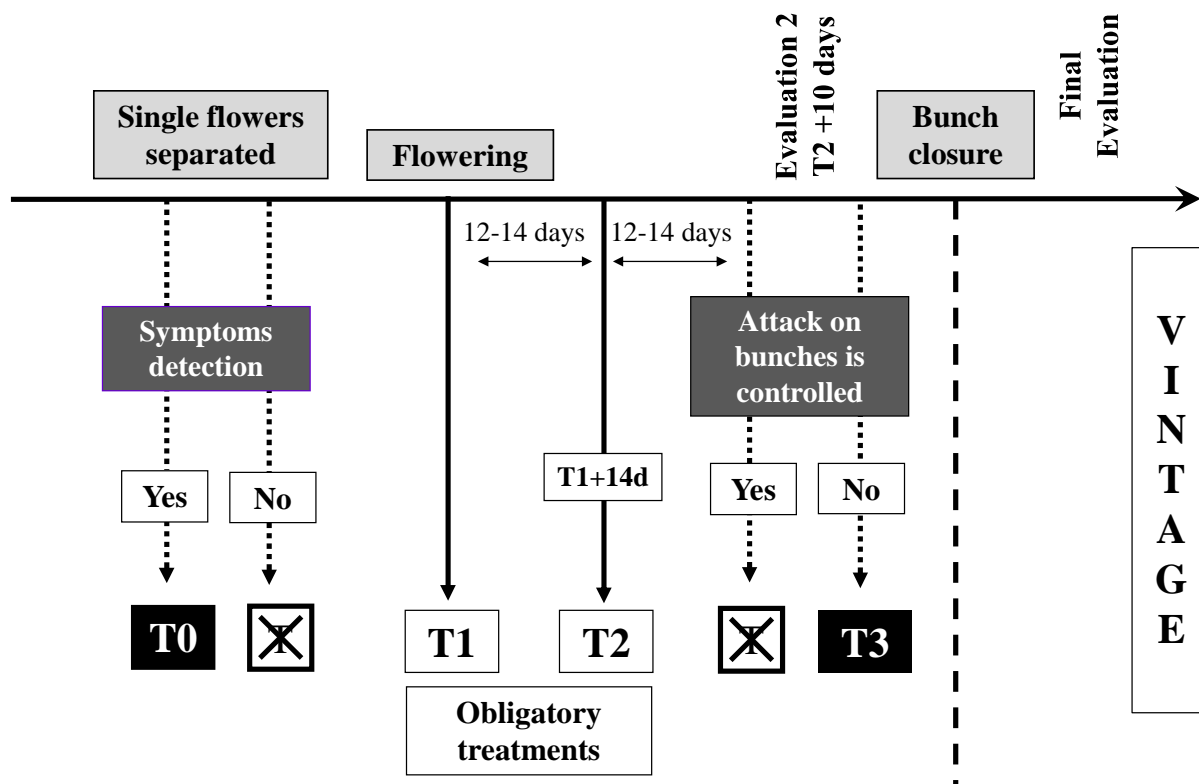 Single flowers
separated
Flowering
Evaluation 2
T2 +10 days
Bunch
closure
Final
Evaluation
12-14 days
12-14 days
Symptoms
detection
Attack on
bunches is
controlled
T1+14d
Yes
No
Yes
No
T0
T
T1
T2
T
T3
Obligatory
treatments
V
I
N
T
A
G
E